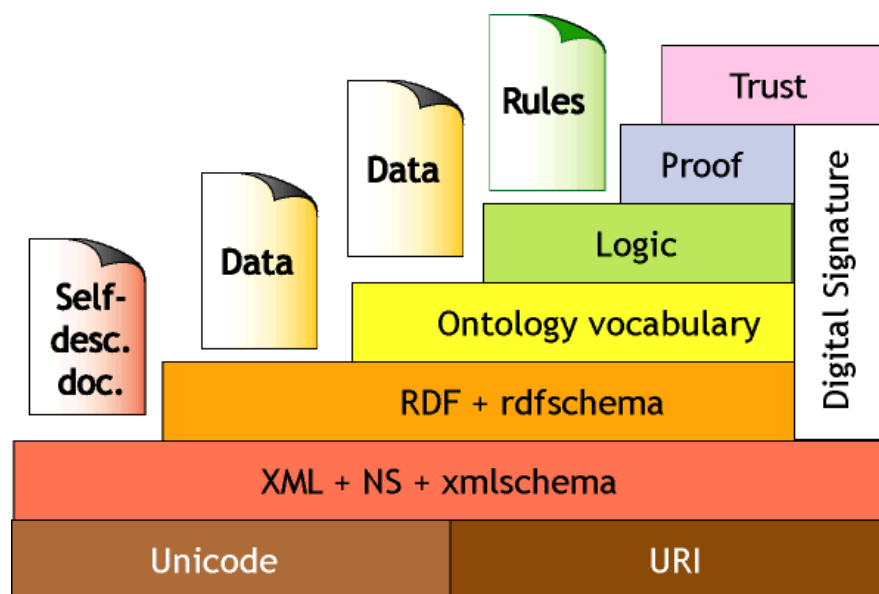 Rules
Trust
Data
Proof
Data
Logic
Self-
desc.
doc.
Ontology vocabulary
Digital Signature
RDF + rdfschema
XML + NS + xmlschema
Unicode
URI